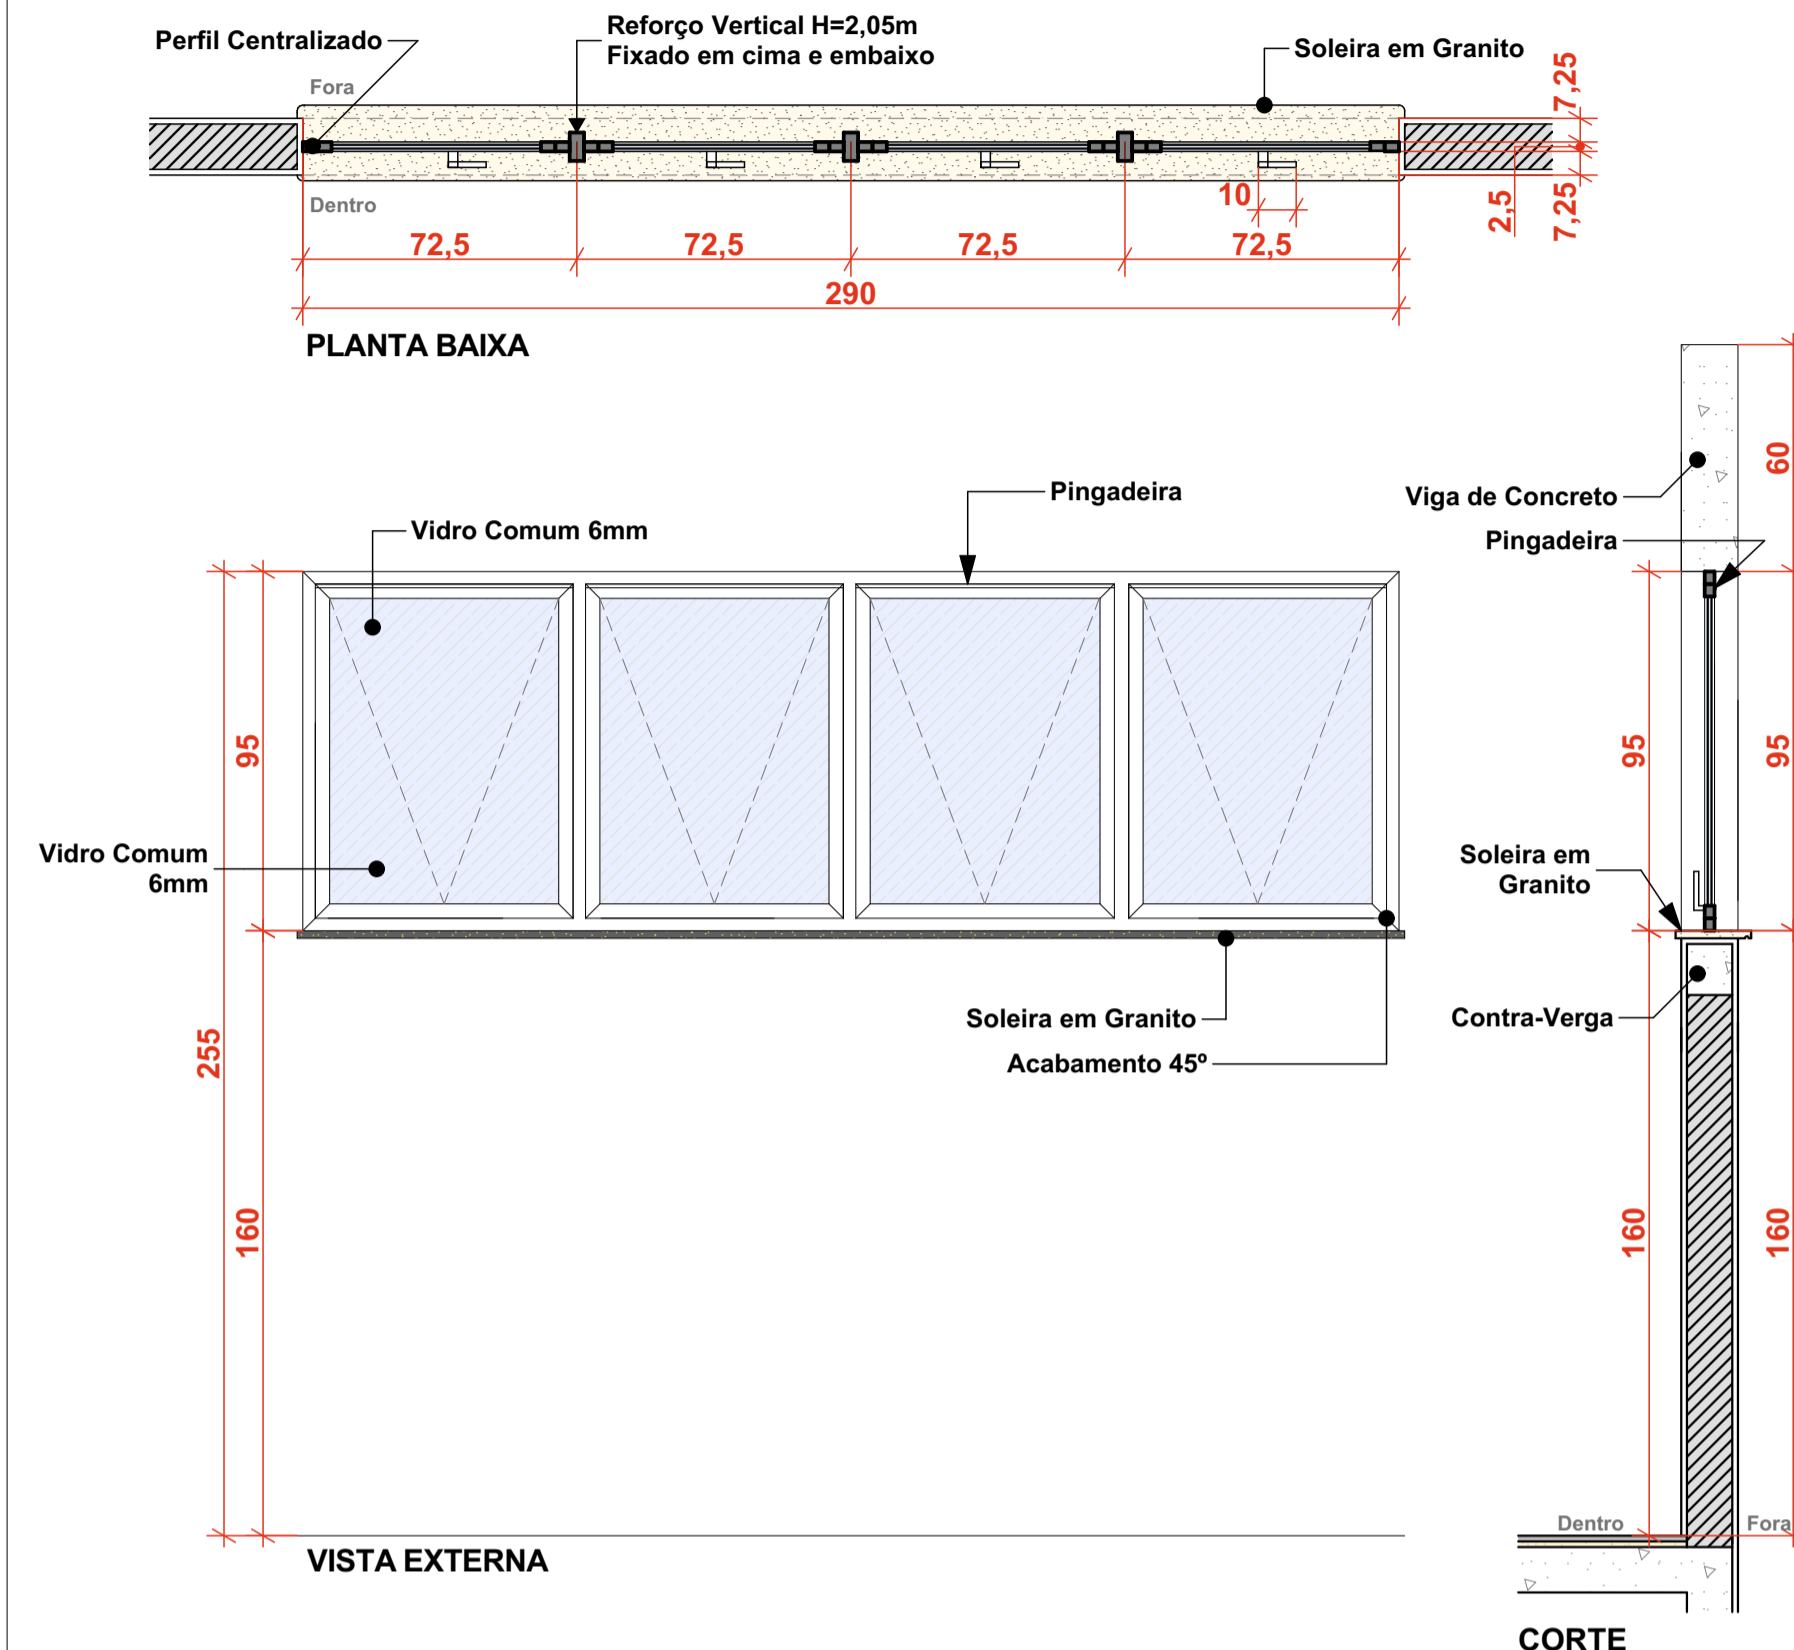 Perfil Centralizado
Reforço Vertical H=2,05m
Fixado em cima e embaixo
Soleira em Granito
7,25
Fora
Dentro
10
2,5
7,25
72,5
72,5
72,5
72,5
290
PLANTA BAIXA
60
Viga de Concreto
Pingadeira
Pingadeira
Vidro Comum 6mm
95
95
95
Vidro Comum
6mm
Soleira em
Granito
Soleira em Granito
Contra-Verga
Acabamento 45º
255
160
160
160
Dentro
Fora
VISTA EXTERNA
CORTE